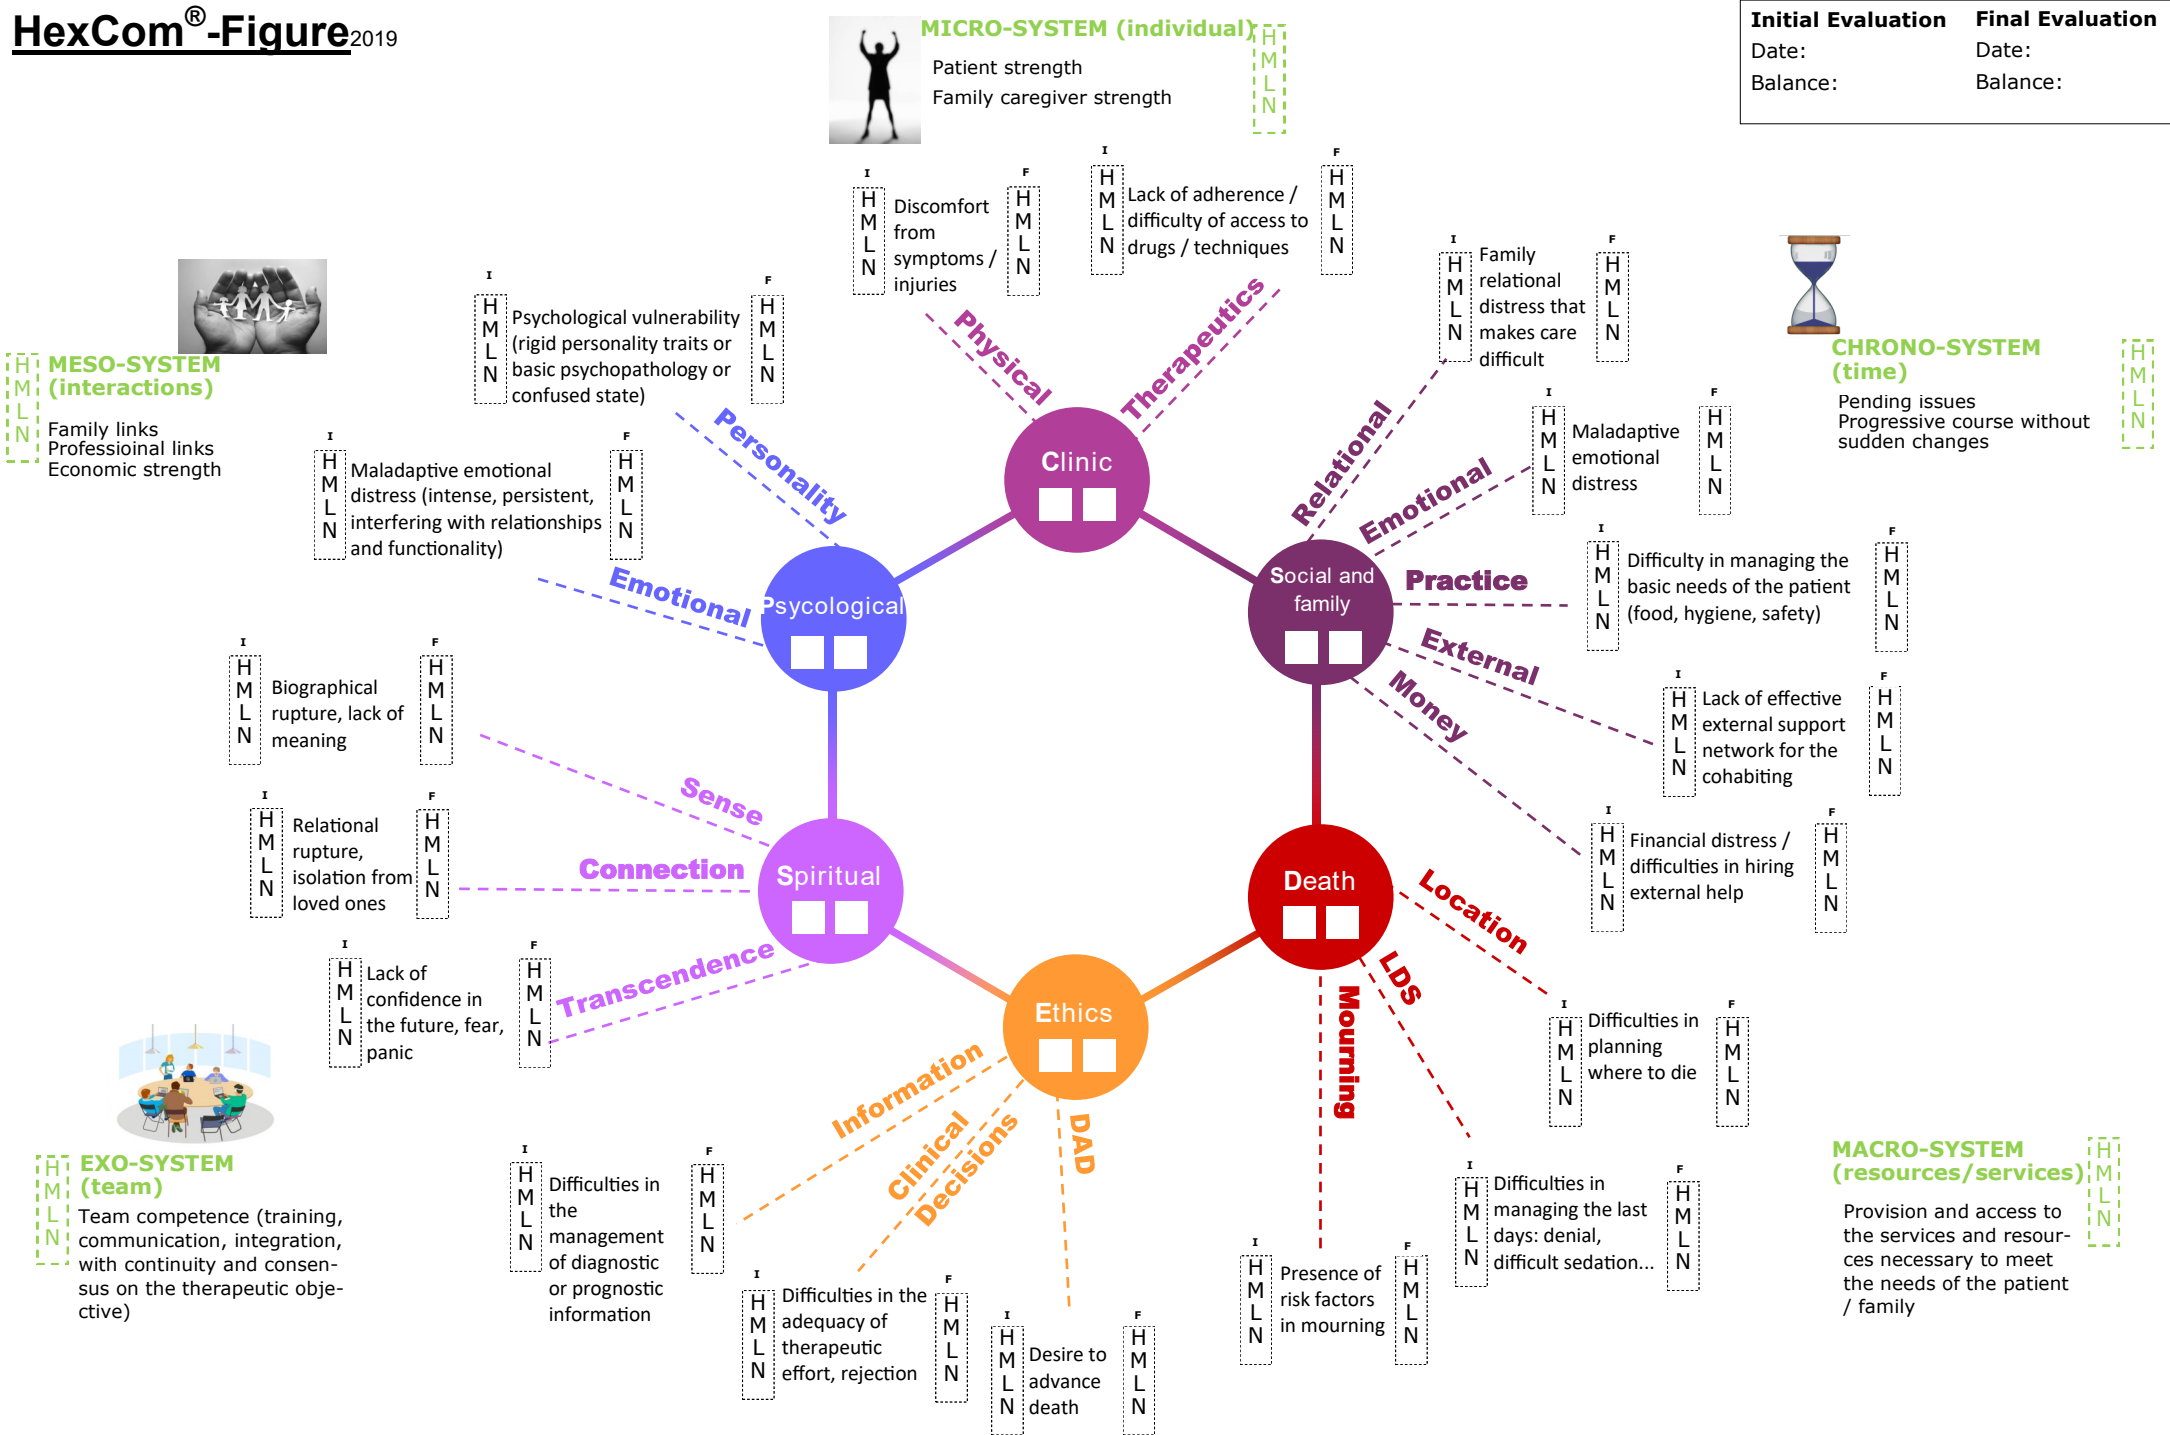 HexCom®-Figure2019
MICRO-SYSTEM (individual)
Patient strength
Family caregiver strength
H
M
L
N
Initial Evaluation Final Evaluation
Date: Date:
Balance: Balance:
I
H
M
L
N
Discomfort
from
symptoms /
injuries
F
H
M
L
N
I
H
M
L
N
Lack of adherence /
difficulty of access to
drugs / techniques
F
H
M
L
N
Physical
Therapeutics
Clinic
I
H
M
L
N
Family
relational
distress that
makes care
difficult
F
H
M
L
N
Relational
I
H
M
L
N
Maladaptive
emotional
distress
F
H
M
L
N
Emotional
I
H
M
L
N
Difficulty in managing the
basic needs of the patient
(food, hygiene, safety)
F
H
M
L
N
Practice
Social and
family
External
I
H
M
L
N
Lack of effective
external support
network for the
cohabiting
F
H
M
L
N
Money
I
H
M
L
N
Financial distress /
difficulties in hiring
external help
F
H
M
L
N
CHRONO-SYSTEM
(time)
Pending issues
Progressive course without
sudden changes
H
M
L
N
H
M
L
N
MESO-SYSTEM
(interactions)
Family links
Professioinal links
Economic strength
I
H
M
L
N
Psychological vulnerability
(rigid personality traits or
basic psychopathology or
confused state)
F
H
M
L
N
Personality
I
H
M
L
N
Maladaptive emotional
distress (intense, persistent,
interfering with relationships
and functionality)
F
H
M
L
N
Emotional
Psycological
I
H
M
L
N
Biographical
rupture, lack of
meaning
F
H
M
L
N
Sense
I
H
M
L
N
Relational
rupture,
isolation from
loved ones
F
H
M
L
N
Connection
Spiritual
I
H
M
L
N
Lack of
confidence in
the future, fear,
panic
F
H
M
L
N
Transcendence
Death
Location
I
H
M
L
N
Difficulties in
planning
where to die
F
H
M
L
N
LDS
I
H
M
L
N
Difficulties in
managing the last
days: denial,
difficult sedation...
F
H
M
L
N
Mourning
I
H
M
L
N
Presence of
risk factors
in mourning
F
H
M
L
N
Ethics
Information
I
H
M
L
N
Difficulties in
the
management
of diagnostic
or prognostic
information
F
H
M
L
N
Clinical
Decisions
I
H
M
L
N
Difficulties in the
adequacy of
therapeutic
effort, rejection
F
H
M
L
N
DAD
I
H
M
L
N
Desire to
advance
death
F
H
M
L
N
H
M
L
N
EXO-SYSTEM
(team)
Team competence (training,
communication, integration,
with continuity and consen-
sus on the therapeutic obje-
ctive)
MACRO-SYSTEM
(resources/services)
Provision and access to
the services and resour-
ces necessary to meet
the needs of the patient
/ family
H
M
L
N